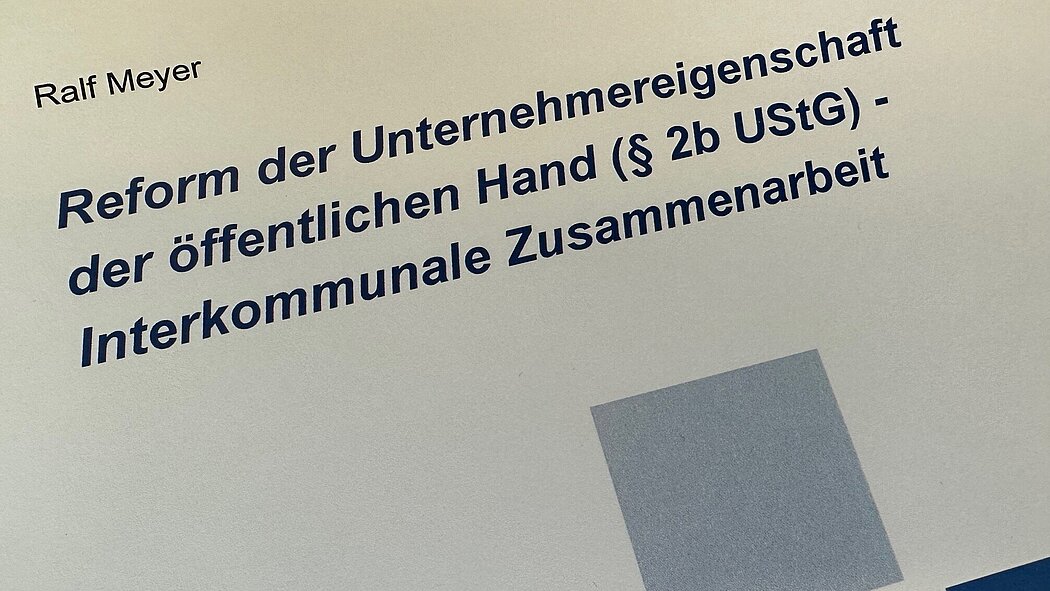 Ralf Meyer
Reform der Unternehmereigenschaft
der öffentlichen Hand (§ 2b UStG) -
Interkommunale Zusammenarbeit